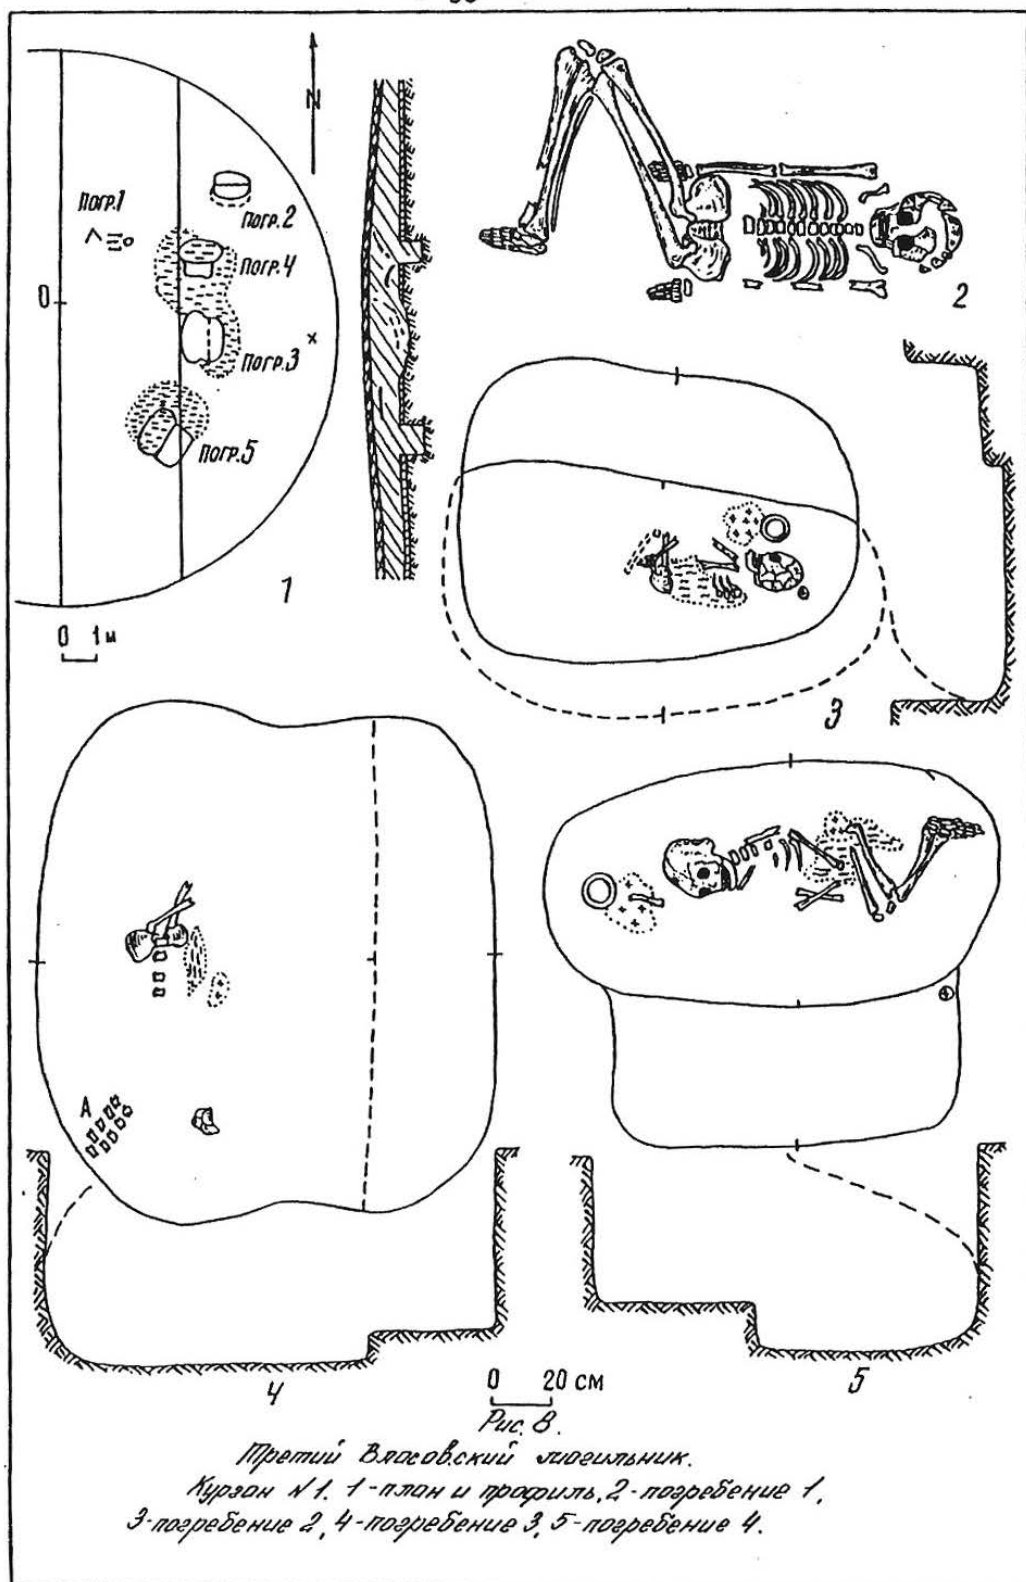 N
Погр.1
Погр.2
Погр.4
0
Погр.3
Погр.5
1
0 1 м
2
3
А
4
5
0 20 см
Рис. 8.
Третий Власовский могильник.
Курган №1. 1-план и профиль, 2-погребение 1,
3-погребение 2, 4-погребение 3, 5-погребение 4.